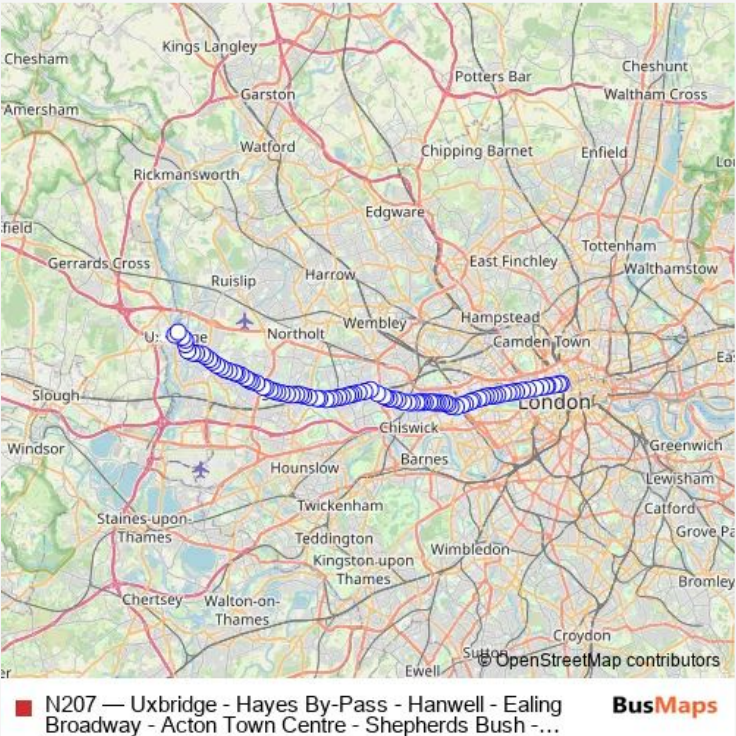 Chesham
Kings Langley
Cheshunt
Potters Bar
Waltham Cross
Garston
Amersham
Watford
Chipping Barnet
Enfield
Rickmansworth
Edgware
Tottenham
Gerrards Cross
East Finchley
Walthamstow
Ruislip
Harrow
Hampstead
Wembley
Northolt
Camden Town
Slough
London
Chiswick
Windsor
Barnes
Greenwich
Hounslow
Lewisham
Twickenham
Catford
Staines-upon-
Thames
Teddington
Wimbledon
Kingston upon
Thames
Bromley
Chertsey
Walton-on-
Thames
Croydon
Sutton
Ewell
© OpenStreetMap contributors
N207 — Uxbridge - Hayes By-Pass - Hanwell - Ealing
Broadway - Acton Town Centre - Shepherds Bush -...
BusMaps